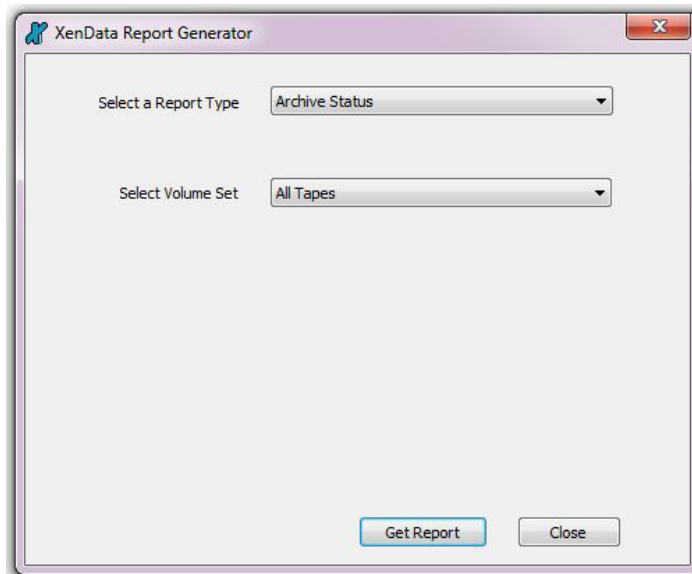 XenData Report Generator
Select a Report Type Archive Status
Select Volume Set All Tapes
Get Report Close